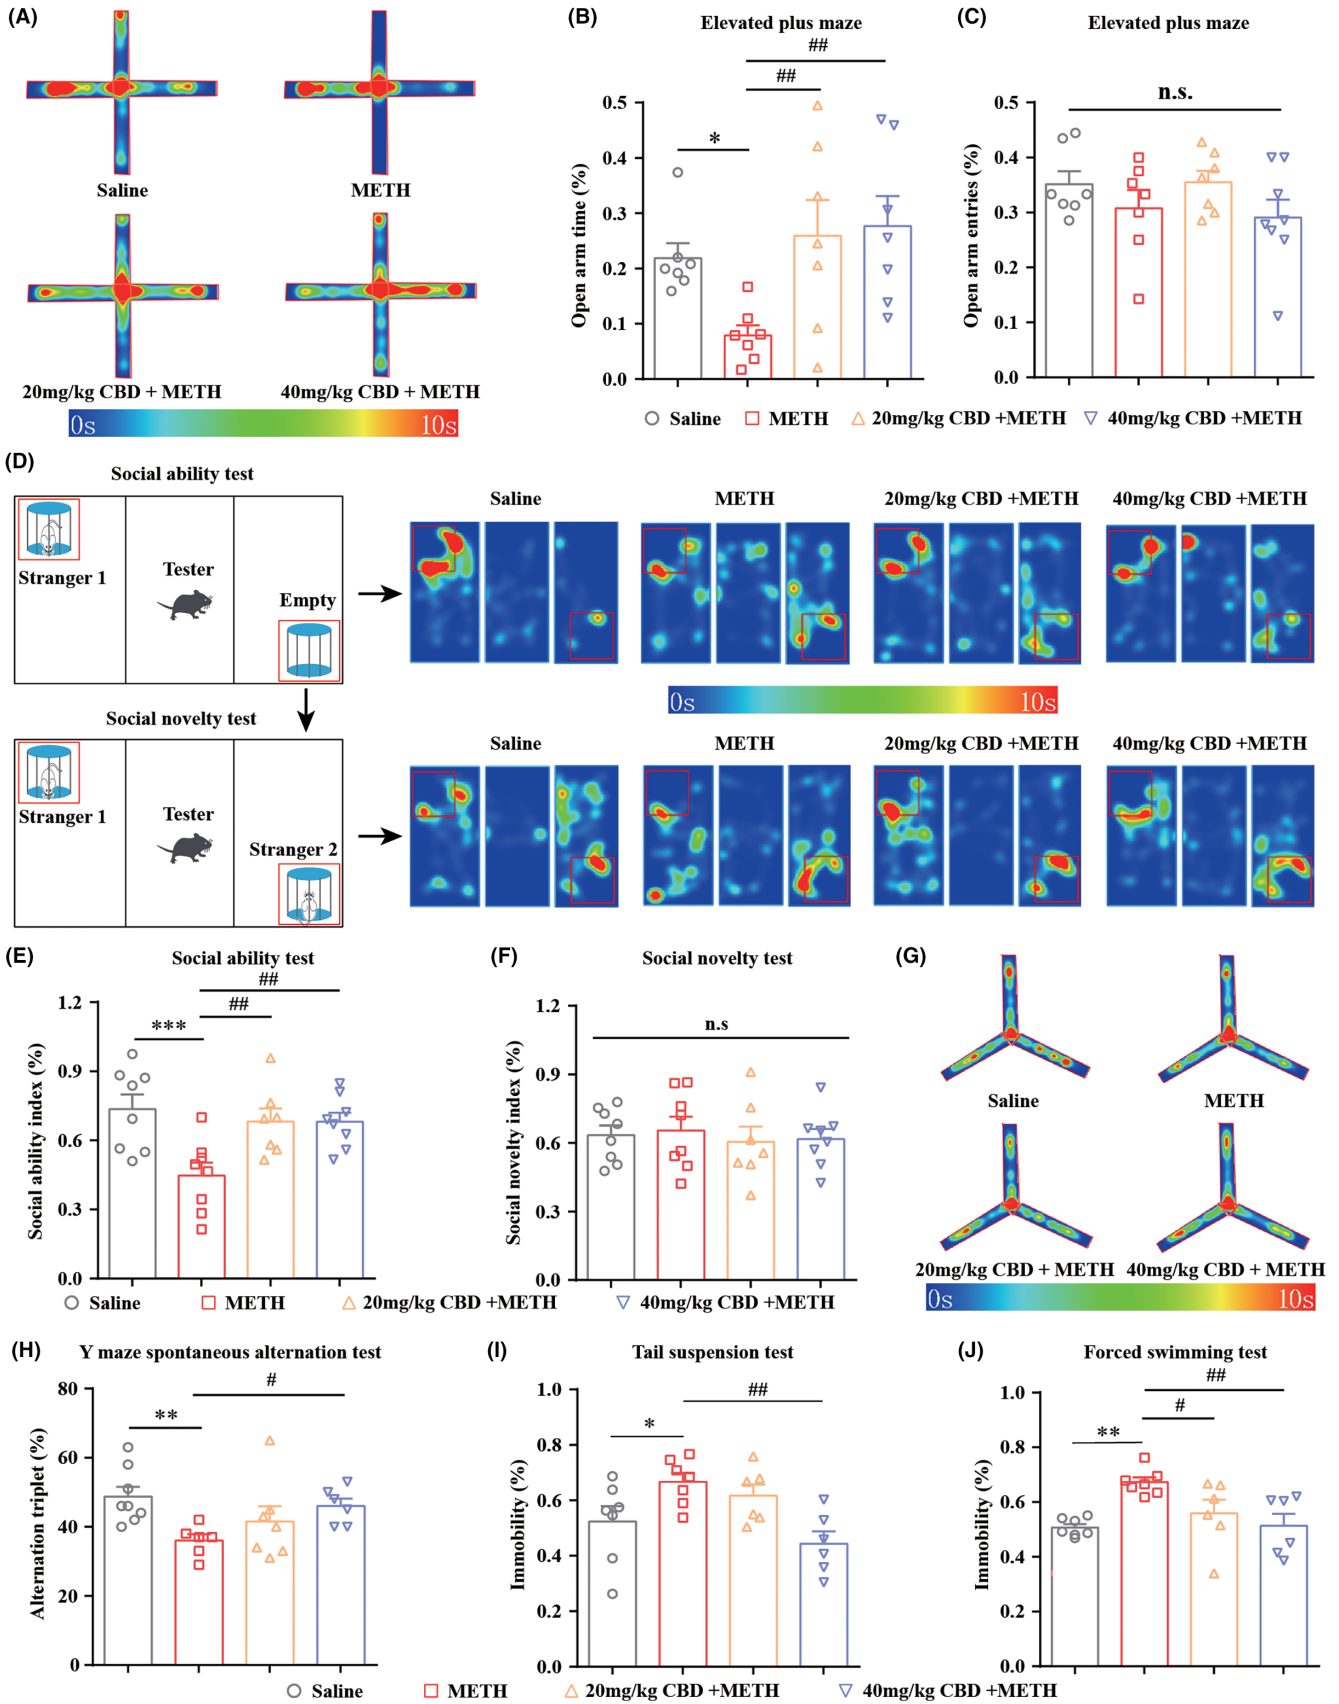 (A)
Saline
METH
20mg/kg CBD + METH
40mg/kg CBD + METH
0s
10s
(B)
Elevated plus maze
##
##
*
Open arm time (%)
0.5
0.4
0.3
0.2
0.1
0.0
(C)
Elevated plus maze
n.s.
Open arm entries (%)
0.5
0.4
0.3
0.2
0.1
0.0
Saline
METH
20mg/kg CBD +METH
40mg/kg CBD +METH
(D)
Social ability test
Stranger 1
Tester
Empty
Saline
METH
20mg/kg CBD +METH
40mg/kg CBD +METH
0s
10s
Social novelty test
Stranger 1
Tester
Stranger 2
Saline
METH
20mg/kg CBD +METH
40mg/kg CBD +METH
(E)
Social ability test
##
##
***
Social ability index (%)
1.2
0.9
0.6
0.3
0.0
(F)
Social novelty test
n.s
Social novelty index (%)
1.2
0.9
0.6
0.3
0.0
Saline
METH
20mg/kg CBD +METH
40mg/kg CBD +METH
(G)
Saline
METH
20mg/kg CBD + METH
40mg/kg CBD + METH
0s
10s
(H)
Y maze spontaneous alternation test
#
**
Alternation triplet (%)
80
60
40
20
0
(I)
Tail suspension test
##
*
Immobility (%)
1.0
0.8
0.6
0.4
0.2
0.0
(J)
Forced swimming test
##
#
**
Immobility (%)
1.0
0.8
0.6
0.4
0.2
0.0
Saline
METH
20mg/kg CBD +METH
40mg/kg CBD +METH